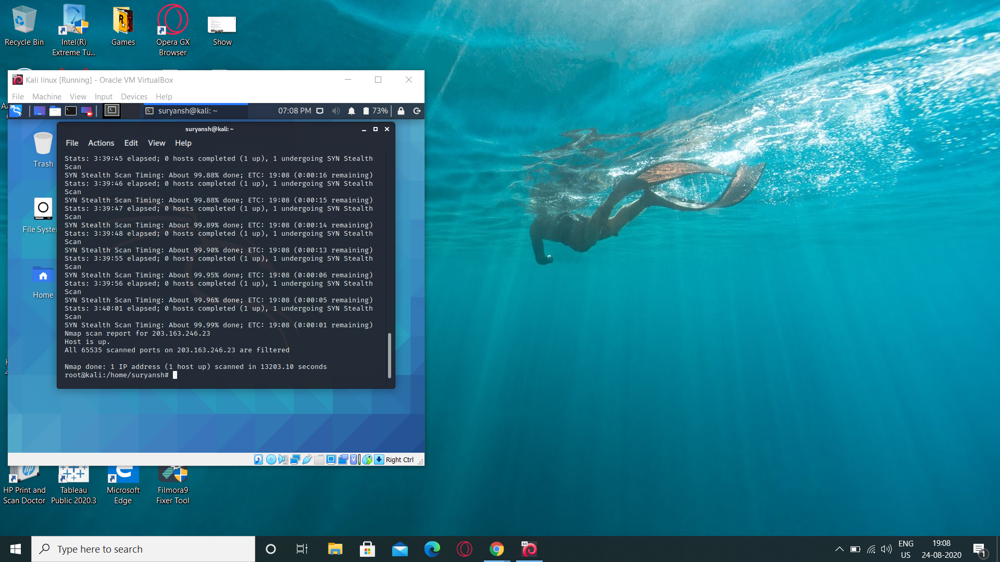 Recycle Bin
Intel(R)
Extreme Tu...
Games
Opera GX
Browser
Show
Kali linux [Running] - Oracle VM VirtualBox
File Machine View Input Devices Help
suryansh@kali: ~
07:08 PM
73%
suryansh@kali:~
File Actions Edit View Help
Stats: 3:39:45 elapsed; 0 hosts completed (1 up), 1 undergoing SYN Stealth
Scan
SYN Stealth Scan Timing: About 99.88% done; ETC: 19:08 (0:00:16 remaining)
Stats: 3:39:46 elapsed; 0 hosts completed (1 up), 1 undergoing SYN Stealth
Scan
SYN Stealth Scan Timing: About 99.88% done; ETC: 19:08 (0:00:15 remaining)
Stats: 3:39:47 elapsed; 0 hosts completed (1 up), 1 undergoing SYN Stealth
Scan
SYN Stealth Scan Timing: About 99.89% done; ETC: 19:08 (0:00:14 remaining)
Stats: 3:39:48 elapsed; 0 hosts completed (1 up), 1 undergoing SYN Stealth
Scan
SYN Stealth Scan Timing: About 99.90% done; ETC: 19:08 (0:00:13 remaining)
Stats: 3:39:55 elapsed; 0 hosts completed (1 up), 1 undergoing SYN Stealth
Scan
SYN Stealth Scan Timing: About 99.95% done; ETC: 19:08 (0:00:06 remaining)
Stats: 3:39:56 elapsed; 0 hosts completed (1 up), 1 undergoing SYN Stealth
Scan
SYN Stealth Scan Timing: About 99.96% done; ETC: 19:08 (0:00:05 remaining)
Stats: 3:40:01 elapsed; 0 hosts completed (1 up), 1 undergoing SYN Stealth
Scan
SYN Stealth Scan Timing: About 99.99% done; ETC: 19:08 (0:00:01 remaining)
Nmap scan report for 203.163.246.23
Host is up.
All 65535 scanned ports on 203.163.246.23 are filtered
Nmap done: 1 IP address (1 host up) scanned in 13203.10 seconds
root@kali:/home/suryansh#
Trash
File Syste
Home
Right Ctrl
HP Print and
Scan Doctor
Tableau
Public 2020.3
Microsoft
Edge
Filmora9
Fixer Tool
Type here to search
64
ENG
US
19:08
24-08-2020
1